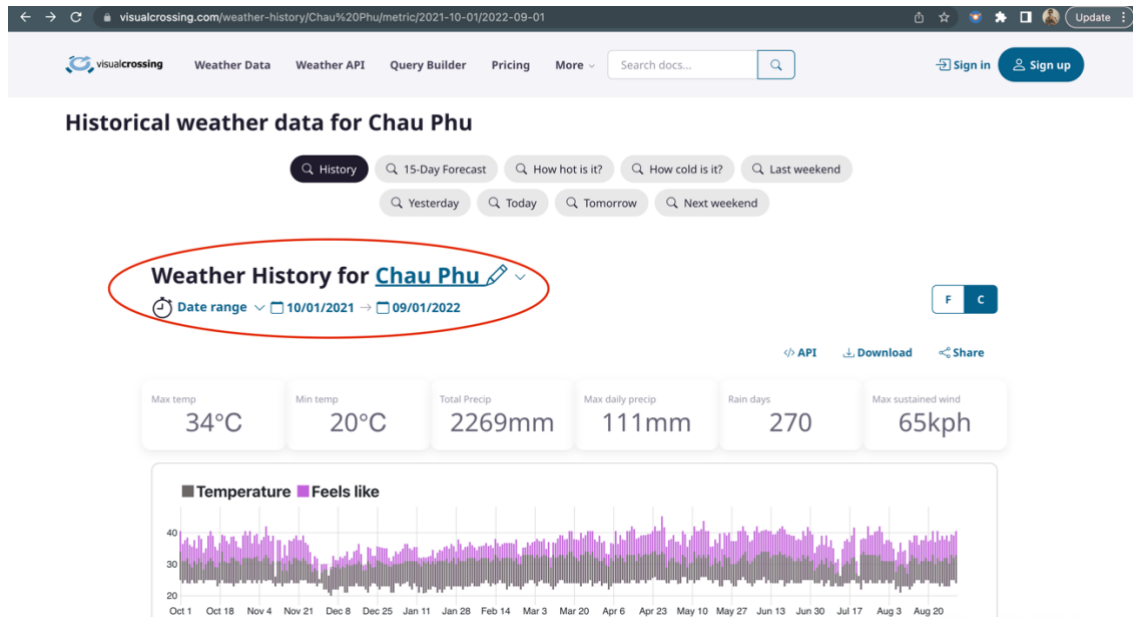 visualcrossing.com/weather-history/Chau%20Phu/metric/2021-10-01/2022-09-01 Update
visualcrossing Weather Data Weather API Query Builder Pricing More Search docs... Sign in Sign up
Historical weather data for Chau Phu
History 15-Day Forecast How hot is it? How cold is it? Last weekend
Yesterday Today Tomorrow Next weekend
Weather History for Chau Phu
Date range 10/01/2021 → 09/01/2022
F C
</> API Download Share
Max temp Min temp Total Precip Max daily precip Rain days Max sustained wind
34°C 20°C 2269mm 111mm 270 65kph
Temperature Feels like
40
30
20
Oct 1 Oct 18 Nov 4 Nov 21 Dec 8 Dec 25 Jan 11 Jan 28 Feb 14 Mar 3 Mar 20 Apr 6 Apr 23 May 10 May 27 Jun 13 Jun 30 Jul 17 Aug 3 Aug 20